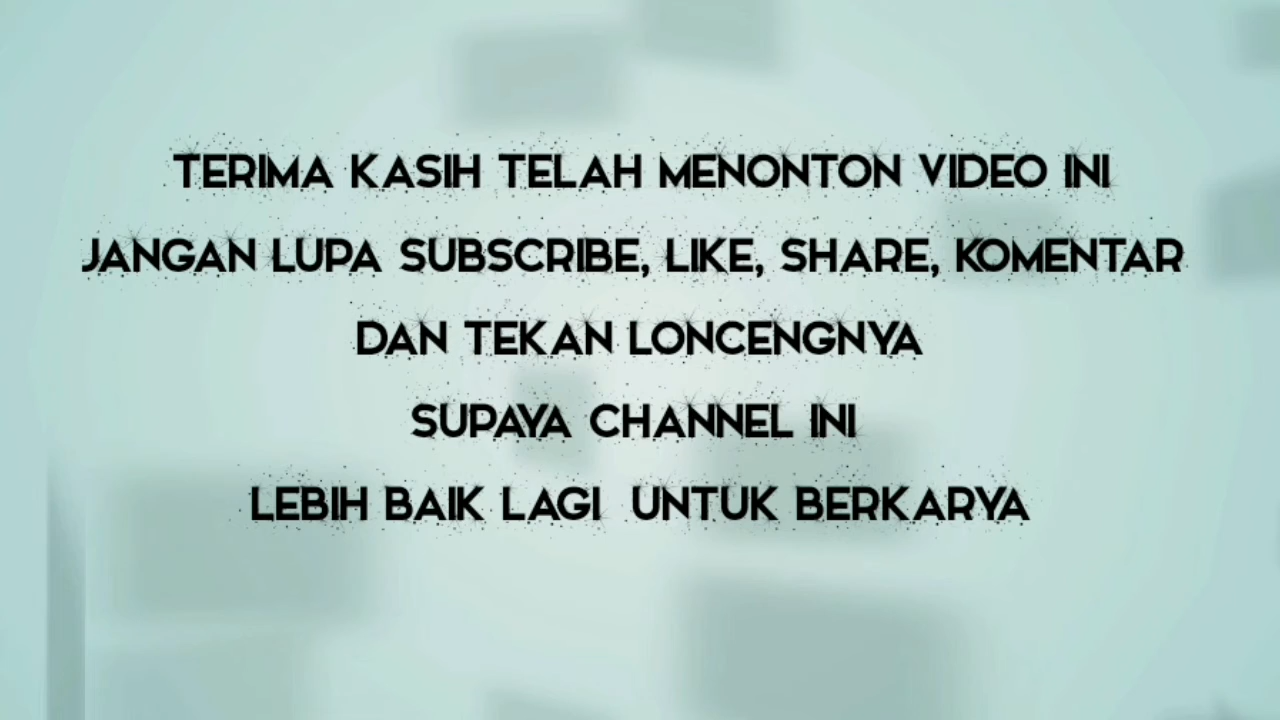 TERIMA KASIH TELAH MENONTON VIDEO INI
JANGAN LUPA SUBSCRIBE, LIKE, SHARE, KOMENTAR
DAN TEKAN LONCENGNYA
SUPAYA CHANNEL INI
LEBIH BAIK LAGI  UNTUK BERKARYA